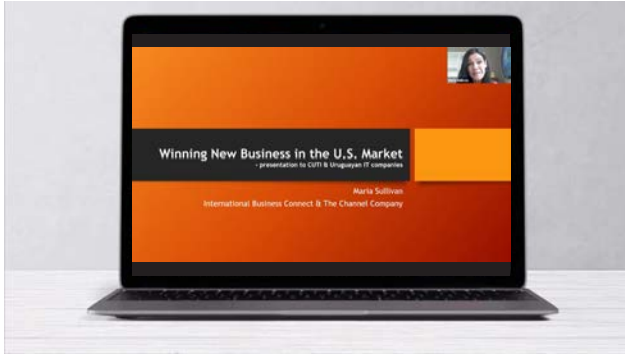 Winning New Business in the U.S. Market
- presentation to CUTI & Uruguayan IT companies
Maria Sullivan
International Business Connect & The Channel Company